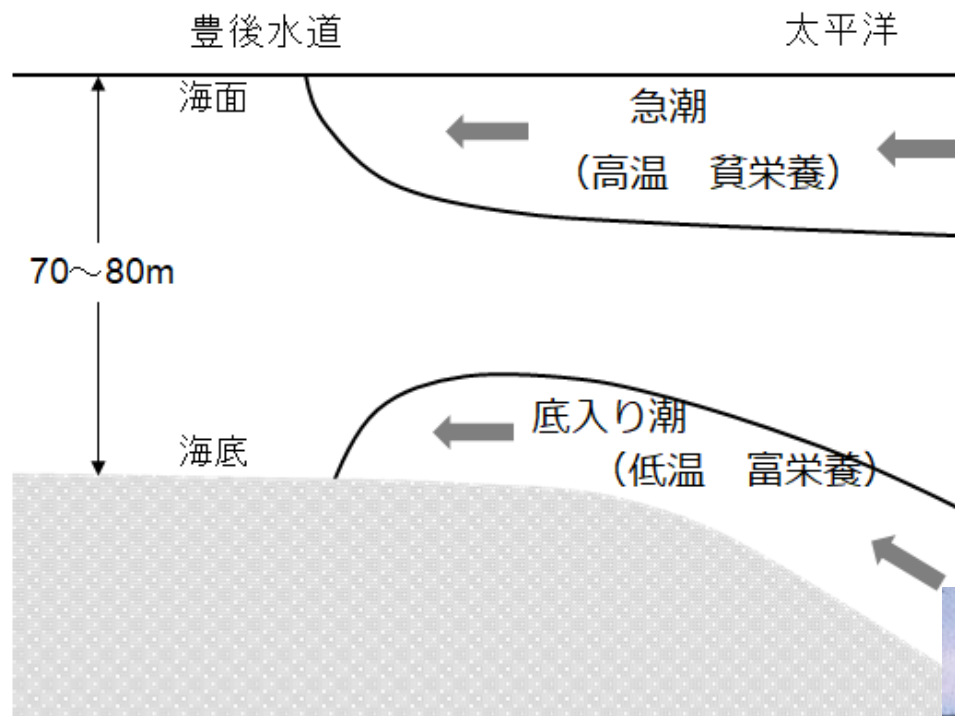 豊後水道
太平洋
海面
急潮
（高温　貧栄養）
70～80m
底入り潮
海底
（低温　富栄養）